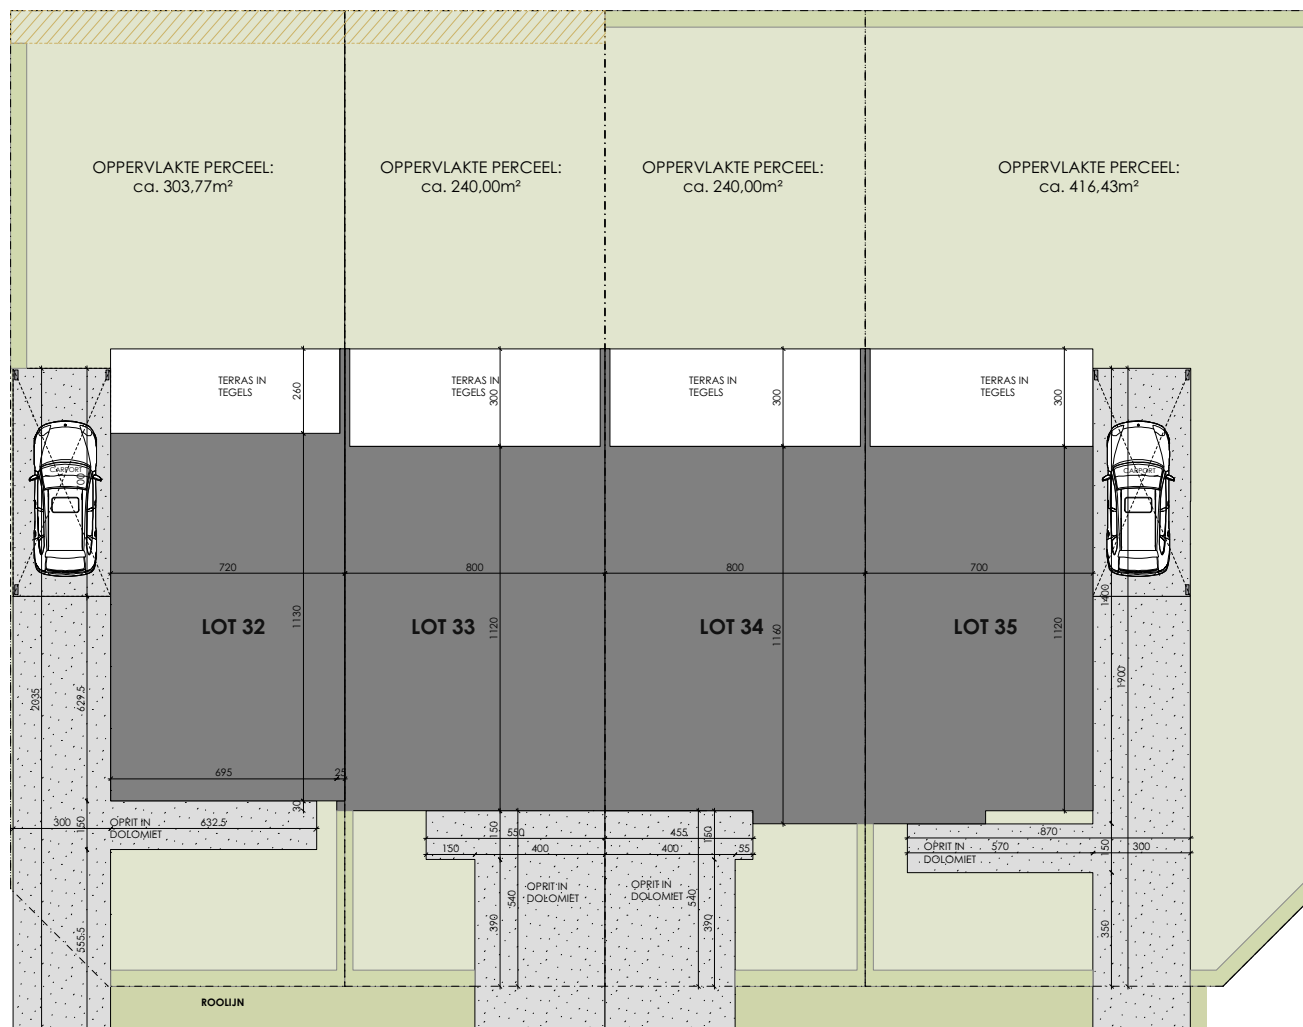 OPPERVLAKTE PERCEEL:
ca. 303,77m²
OPPERVLAKTE PERCEEL:
ca. 240,00m²
OPPERVLAKTE PERCEEL:
ca. 240,00m²
OPPERVLAKTE PERCEEL:
ca. 416,43m²
TERRAS IN
TEGELS
260
TERRAS IN
TEGELS
300
TERRAS IN
TEGELS
300
TERRAS IN
TEGELS
300
CARPORT
CARPORT
720
800
800
700
1400
1130
1120
1160
1120
LOT 32
LOT 33
LOT 34
LOT 35
2035
629.5
1900
695
25
30
300
150
OPRIT IN
DOLOMIET
632.5
150
550
455
150
150
400
400
55
870
OPRIT IN
DOLOMIET
570
150
300
OPRIT IN
DOLOMIET
OPRIT IN
DOLOMIET
540
540
390
390
555.5
350
ROOLIJN